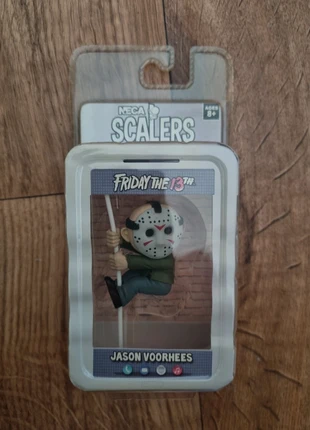 NECA
SCALERS
AGES
8+
FRIDAY THE 13TH
JASON VOORHEES